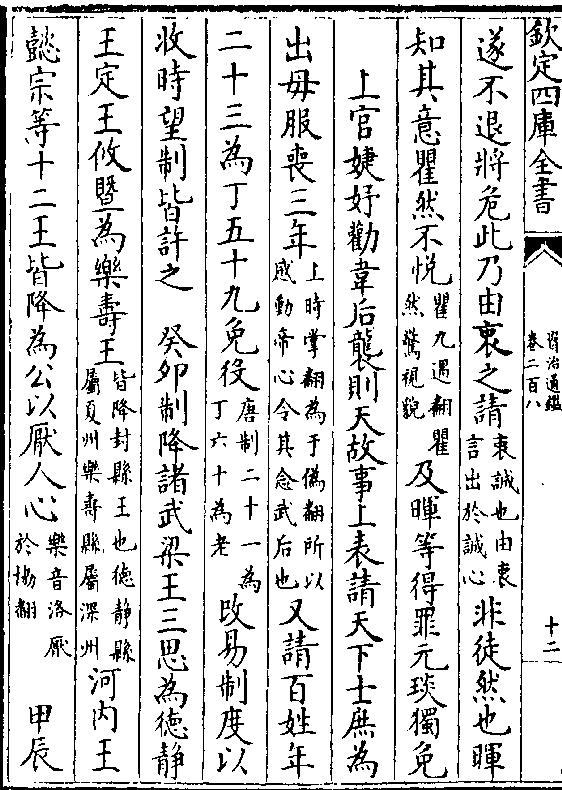 欽定四庫全書
資治通鑑
卷二百八
十二
遂不退將危此乃由衷之請衷誠也由衷言出於誠心非徒然也暉
知其意瞿然不悦瞿九遇翻瞿然驚視貌及暉等得罪元琰獨免
上官婕妤勸韋后襲則天故事上表請天下士庶為
出母服喪三年上時掌翻為于偽翻所以感動帝心令其念武后也又請百姓年
二十三為丁五十九免役唐制二十一為丁六十為老改易制度以
收時望制皆許之 癸卯制降諸武梁王三思為德静
王定王攸暨為樂壽王皆降封縣王也德静縣屬夏州樂壽縣屬深州河内王
懿宗等十二王皆降為公以厭人心樂音洛厭於協翻 甲辰